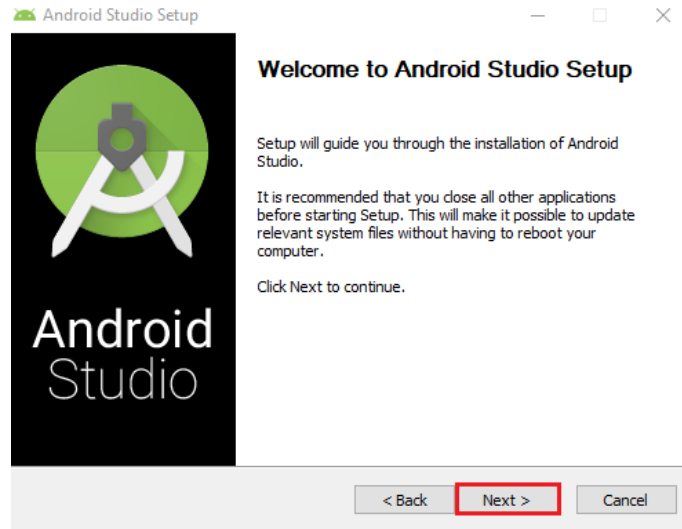 Android Studio Setup
Welcome to Android Studio Setup
Setup will guide you through the installation of Android
Studio.
It is recommended that you close all other applications
before starting Setup. This will make it possible to update
relevant system files without having to reboot your
computer.
Click Next to continue.
Android
Studio
< Back
Next >
Cancel